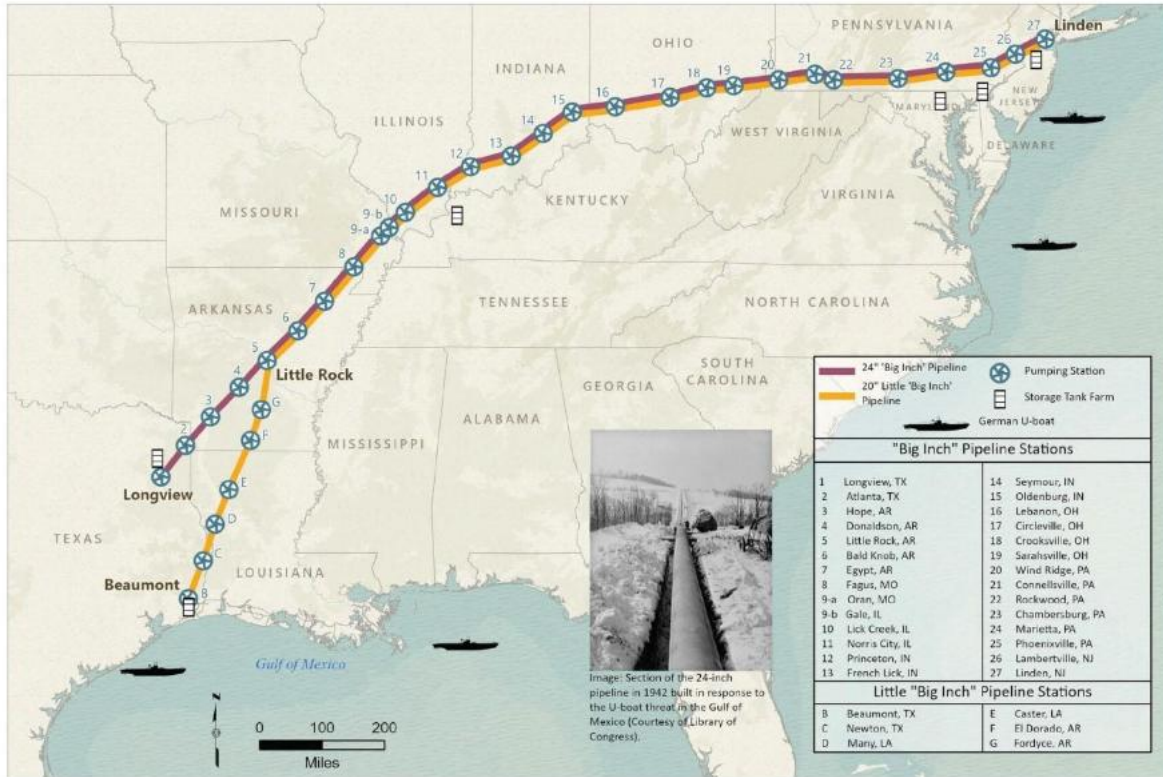 PENNSYLVANIA
27
Linden
OHIO
26
25
24
23
22
21
20
19
18
17
16
15
14
13
12
11
10
9-b
9-a
8
7
6
5
4
3
2
INDIANA
ILLINOIS
NEW
JERSEY
MARYLAND
DELAWARE
WEST VIRGINIA
VIRGINIA
KENTUCKY
MISSOURI
ARKANSAS
TENNESSEE
NORTH CAROLINA
SOUTH
CAROLINA
GEORGIA
ALABAMA
MISSISSIPPI
Little Rock
G
F
E
D
C
B
Longview
TEXAS
LOUISIANA
Beaumont
Gulf of Mexico
N
0 100 200
Miles
24" 'Big Inch' Pipeline
20" Little 'Big Inch'
Pipeline
Pumping Station
Storage Tank Farm
German U-boat
"Big Inch" Pipeline Stations
1 Longview, TX
2 Atlanta, TX
3 Hope, AR
4 Donaldson, AR
5 Little Rock, AR
6 Bald Knob, AR
7 Egypt, AR
8 Fagus, MO
9-a Oran, MO
9-b Gale, IL
10 Lick Creek, IL
11 Norris City, IL
12 Princeton, IN
13 French Lick, IN
14 Seymour, IN
15 Oldenburg, IN
16 Lebanon, OH
17 Circleville, OH
18 Crooksville, OH
19 Sarahsville, OH
20 Wind Ridge, PA
21 Connellsville, PA
22 Rockwood, PA
23 Chambersburg, PA
24 Marietta, PA
25 Phoenixville, PA
26 Lambertville, NJ
27 Linden, NJ
Little "Big Inch" Pipeline Stations
B Beaumont, TX
C Newton, TX
D Many, LA
E Caster, LA
F El Dorado, AR
G Fordyce, AR
Image: Section of the 24-inch
pipeline in 1942 built in response to
the U-boat threat in the Gulf of
Mexico (Courtesy of Library of
Congress).